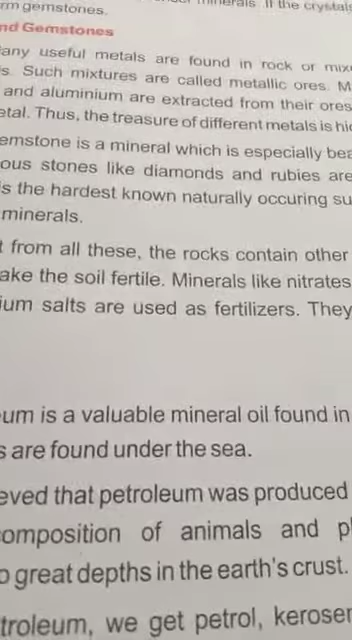 rm gemstones.
minerals. If the crystals
nd Gemstones
any useful metals are found in rock or mix
s. Such mixtures are called metallic ores. M
and aluminium are extracted from their ores
etal. Thus, the treasure of different metals is hid
emstone is a mineral which is especially bea
ous stones like diamonds and rubies are
is the hardest known naturally occuring su
minerals.
t from all these, the rocks contain other
ake the soil fertile. Minerals like nitrates
ium salts are used as fertilizers. They
um is a valuable mineral oil found in
s are found under the sea.
eved that petroleum was produced
omposition of animals and pl
o great depths in the earth's crust.
troleum, we get petrol, keroser